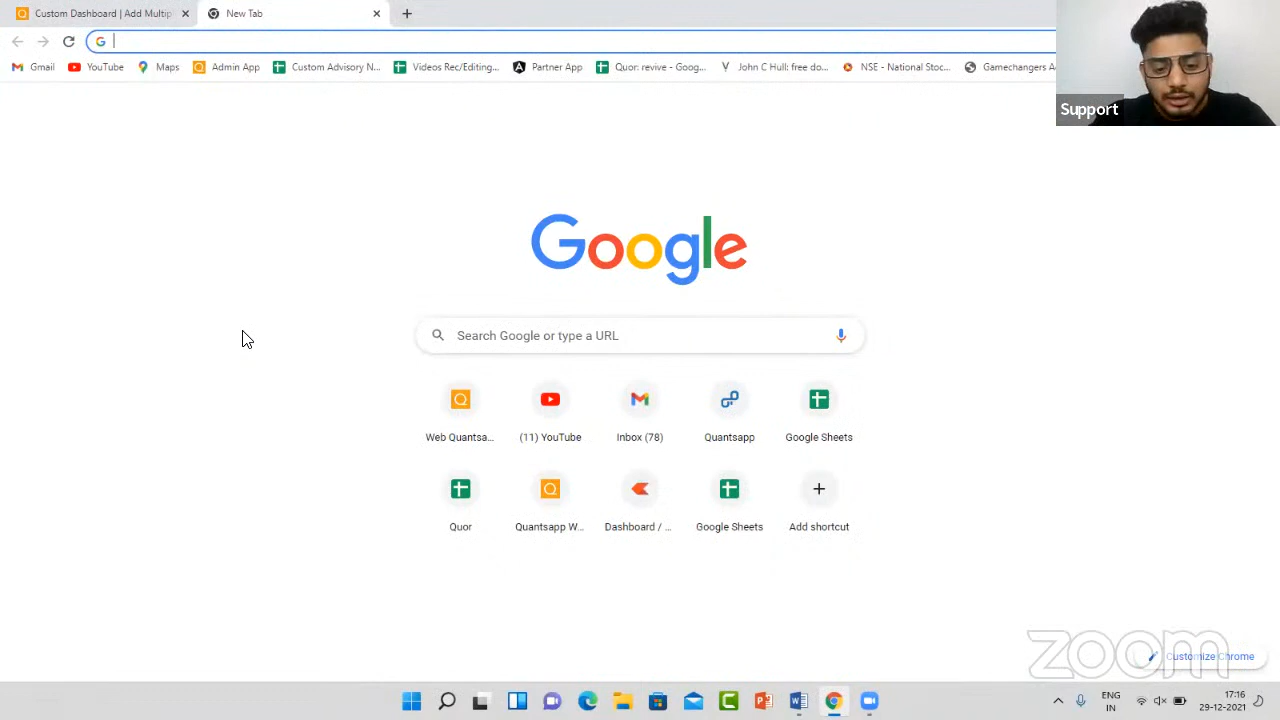 Custom Dashboard | Add Multip
New Tab
Gmail
YouTube
Maps
Admin App
Custom Advisory N...
Videos Rec/Editing...
Partner App
Quor: revive - Goog...
John C Hull: free do...
NSE - National Stoc...
Gamechangers A
Support
Google
Search Google or type a URL
Web Quantsa...
(11) YouTube
Inbox (78)
Quantsapp
Google Sheets
Quor
Quantsapp W...
Dashboard / ...
Google Sheets
Add shortcut
zoom
Customize Chrome
ENG
IN
17:16
29-12-2021